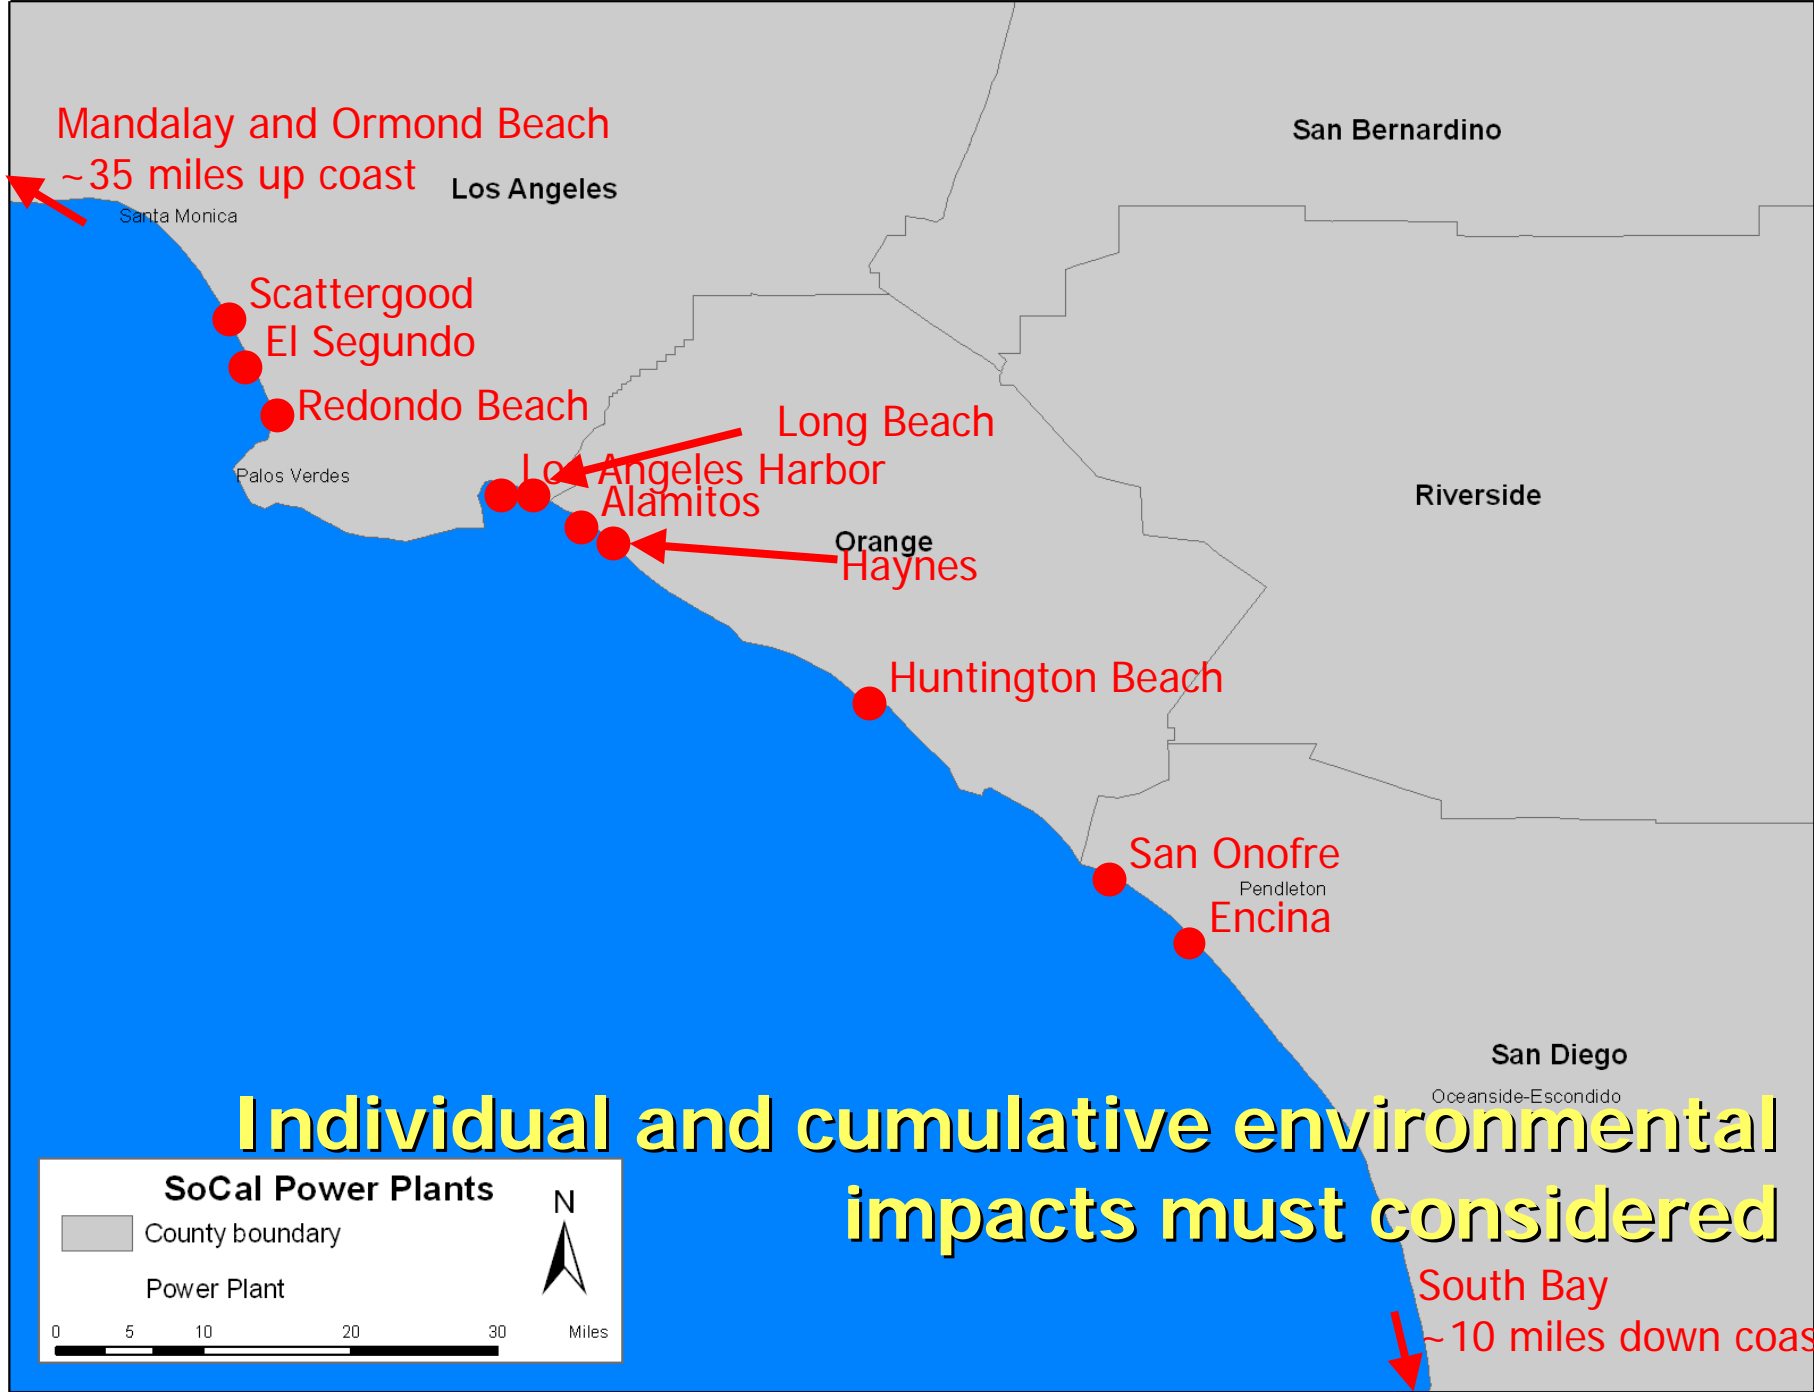 Mandalay and Ormond Beach
~35 miles up coast
San Bernardino
Los Angeles
Santa Monica
Scattergood
El Segundo
Redondo Beach
Long Beach
Los Angeles Harbor
Palos Verdes
Alamitos
Riverside
Orange
Haynes
Huntington Beach
San Onofre
Pendleton
Encina
San Diego
Oceanside-Escondido
Individual and cumulative environmental
impacts must considered
SoCal Power Plants
N
County boundary
Power Plant
0 5 10 20 30 Miles
South Bay
~10 miles down coas